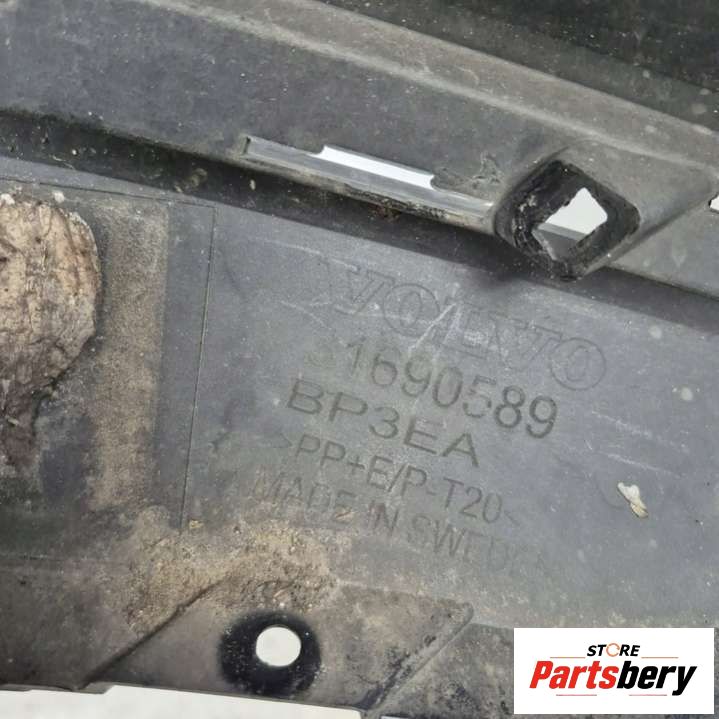 VOLVO
31690589
BP3EA
>PP+E/P-T20<
MADE IN SWEDEN
STORE
Partsbery